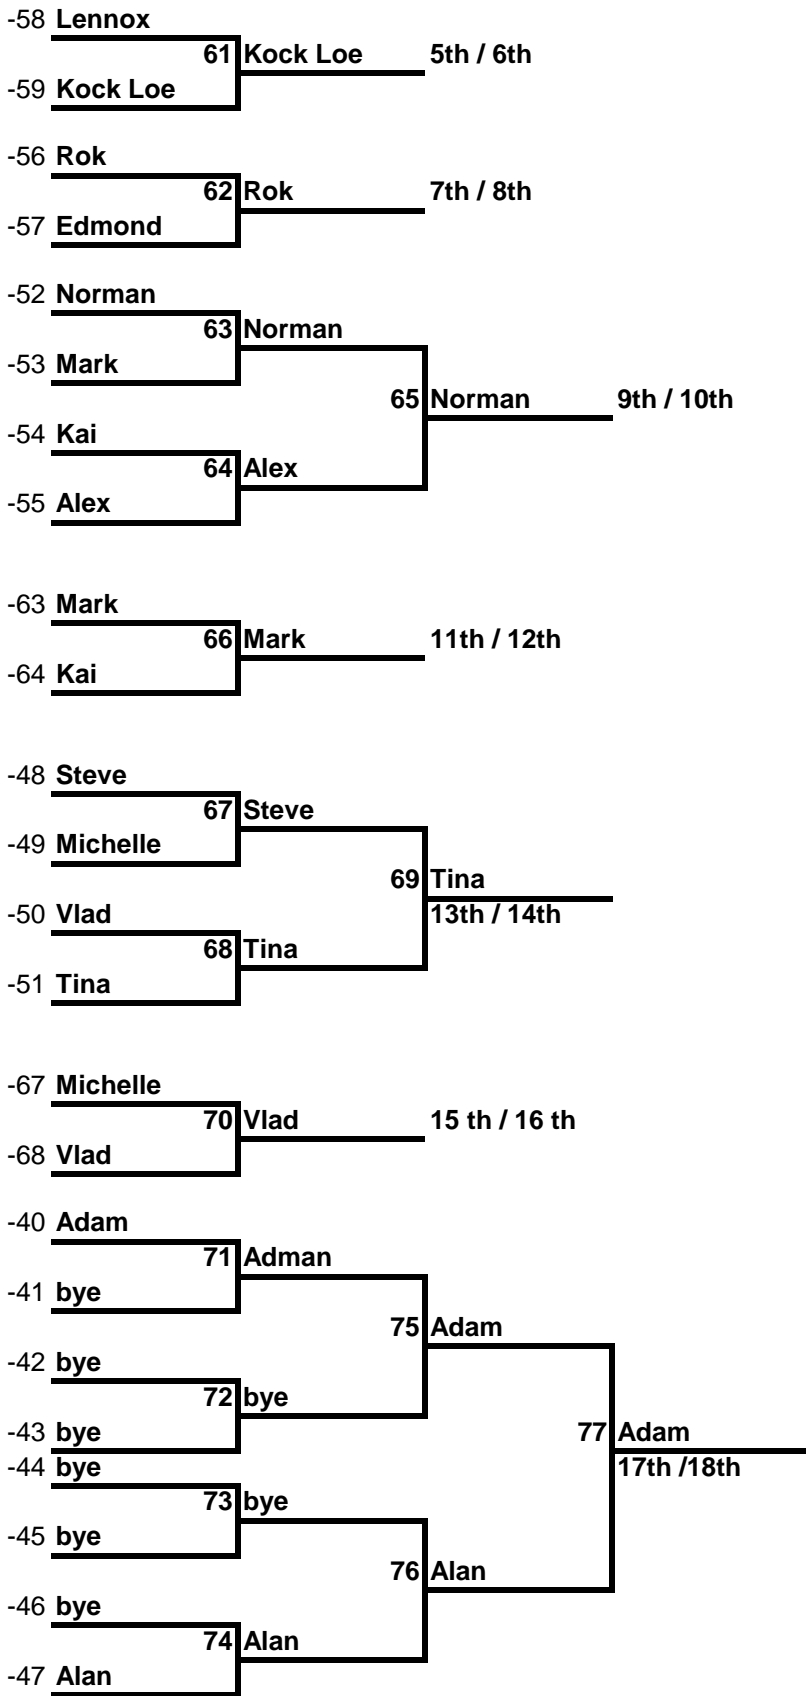 -58 Lennox
61 Kock Loe 5th / 6th
-59 Kock Loe
-56 Rok
62 Rok 7th / 8th
-57 Edmond
-52 Norman
63 Norman
-53 Mark
65 Norman 9th / 10th
-54 Kai
64 Alex
-55 Alex
-63 Mark
66 Mark 11th / 12th
-64 Kai
-48 Steve
67 Steve
-49 Michelle
69 Tina
-50 Vlad 13th / 14th
68 Tina
-51 Tina
-67 Michelle
70 Vlad 15 th / 16 th
-68 Vlad
-40 Adam
71 Adman
-41 bye
75 Adam
-42 bye
72 bye
-43 bye 77 Adam
-44 bye 17th /18th
73 bye
-45 bye
76 Alan
-46 bye
74 Alan
-47 Alan